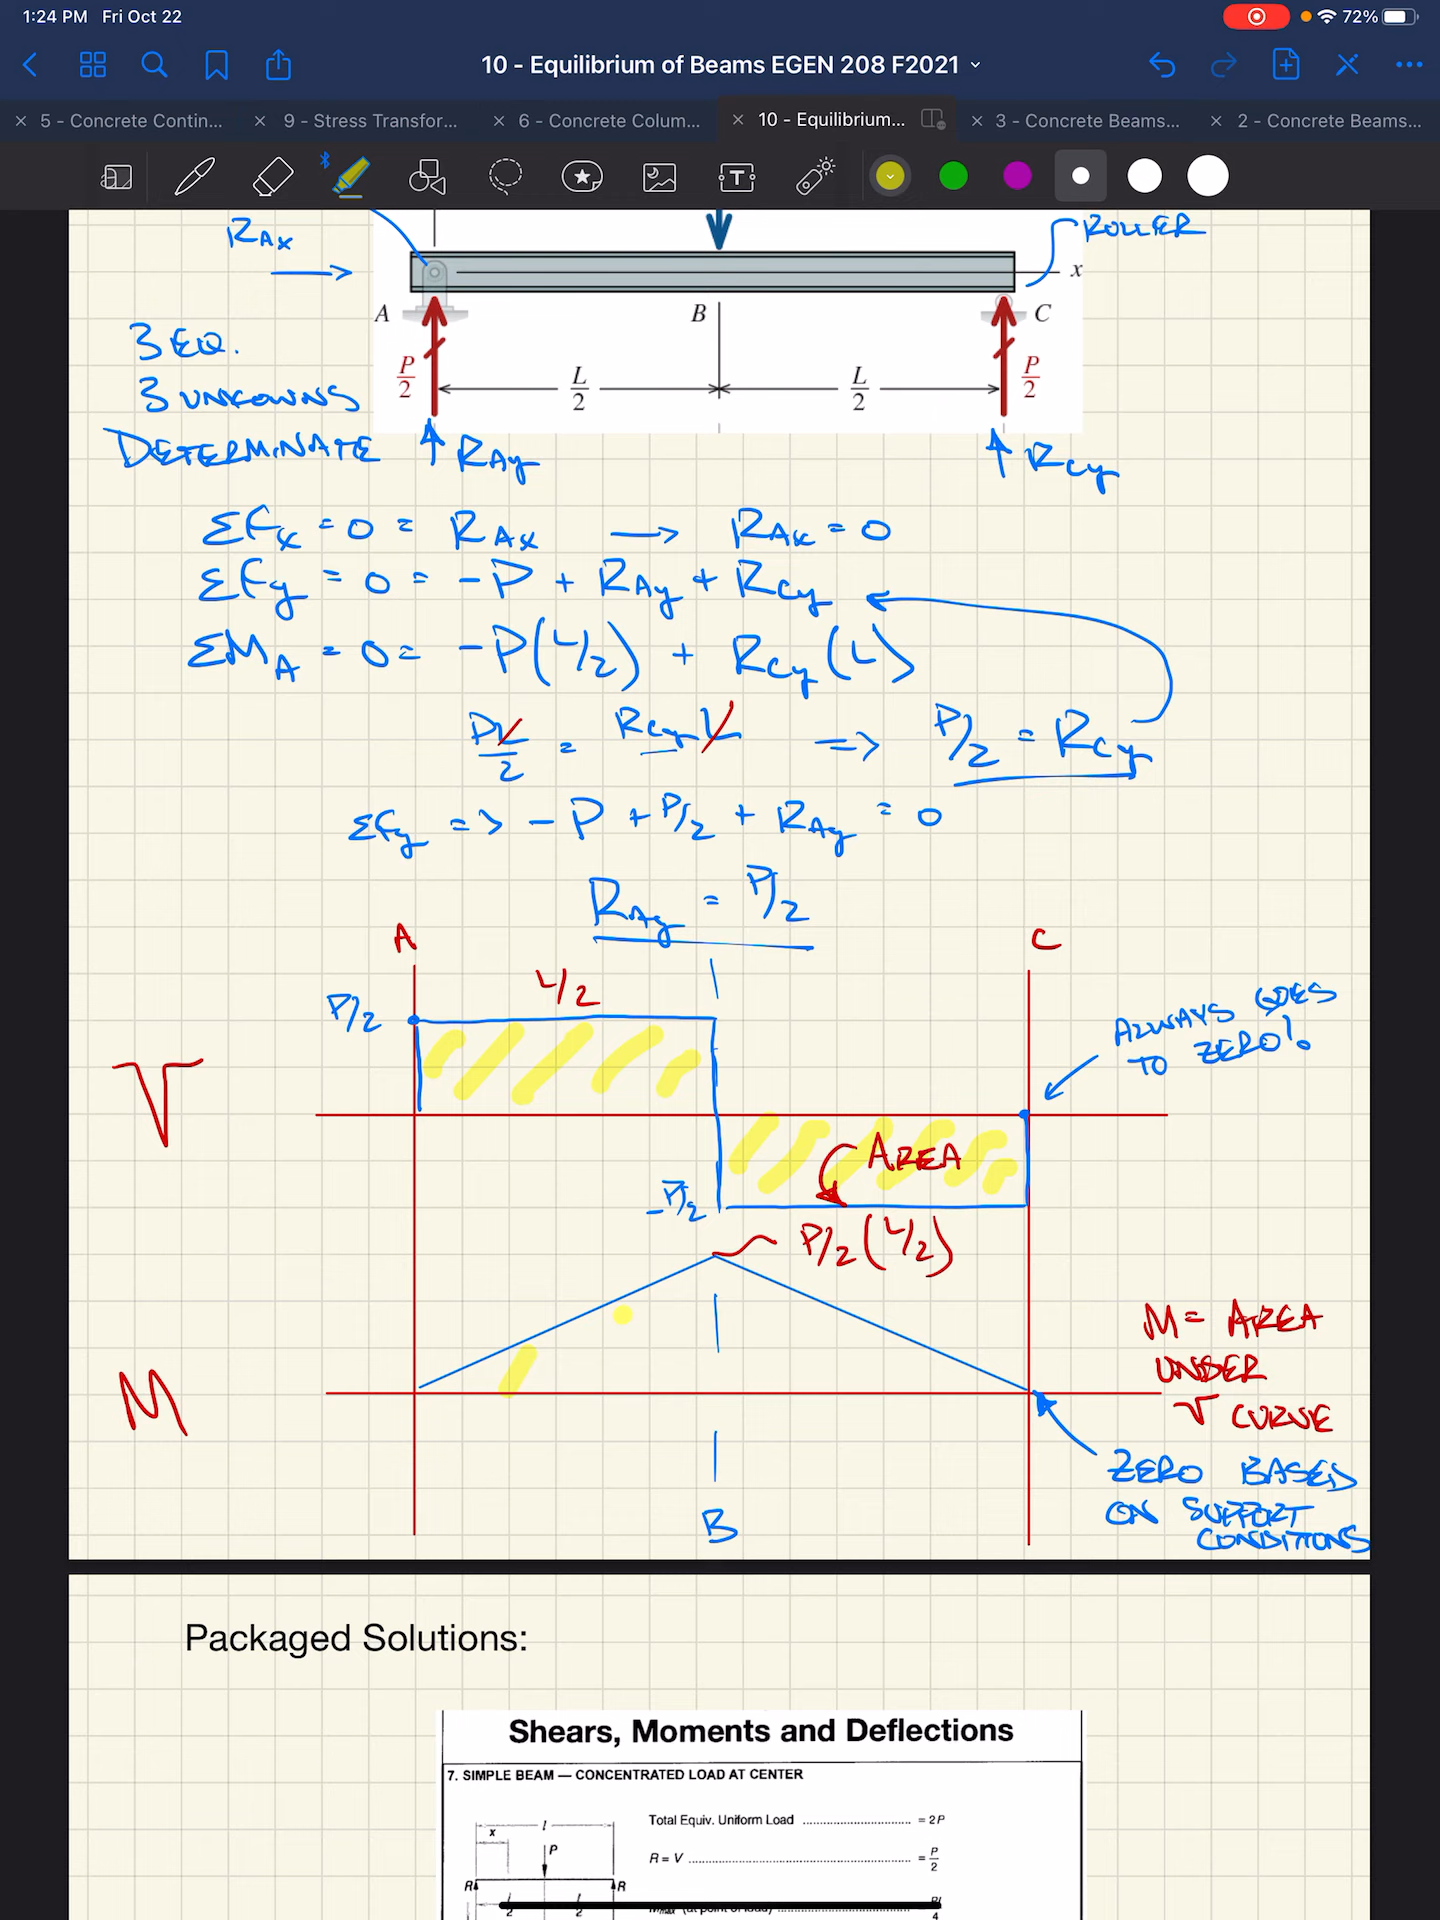 1:24 PM Fri Oct 22
72%
10 - Equilibrium of Beams EGEN 208 F2021
5 - Concrete Contin...
9 - Stress Transfor...
6 - Concrete Colum...
10 - Equilibrium...
3 - Concrete Beams...
2 - Concrete Beams...
RAx
ROLLER
x
A
B
C
3 EQ.
3 UNKOWNS
DETERMINATE
P/2
L/2
L/2
P/2
RAy
RCy
ΣFx = 0 = RAx → RAx = 0
ΣFy = 0 = -P + RAy + RCy
ΣMA = 0 = -P(L/2) + RCy(L)
PL/2 = RCy L => P/2 = RCy
ΣFy => -P + P/2 + RAy = 0
RAy = P/2
A
C
L/2
P/2
ALWAYS GOES
TO ZERO!
V
AREA
-P/2
P/2 (L/2)
M = AREA
UNDER
V CURVE
M
ZERO BASED
ON SUPPORT
CONDITIONS
B
Packaged Solutions:
Shears, Moments and Deflections
7. SIMPLE BEAM — CONCENTRATED LOAD AT CENTER
Total Equiv. Uniform Load ............ = 2P
R = V ............ = P/2
l
x
P
R
R
l/2
l/2